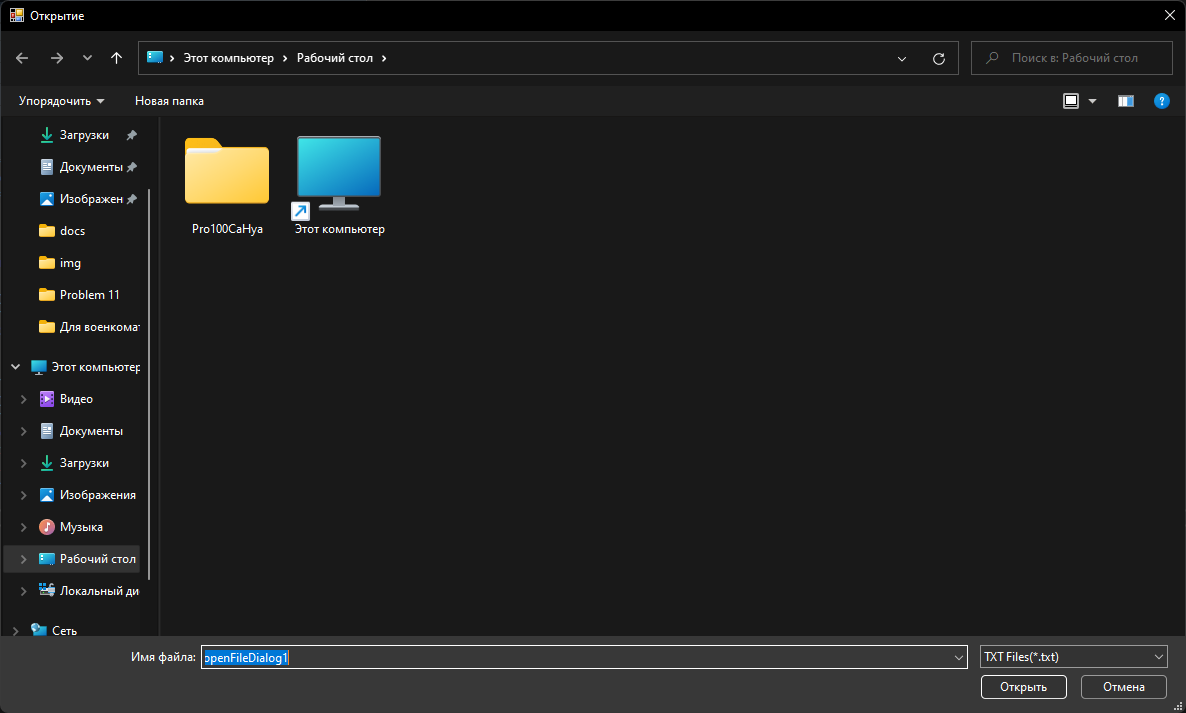 Открытие
Этот компьютер
Рабочий стол
Поиск в: Рабочий стол
Упорядочить
Новая папка
Загрузки
Документы
Изображен
docs
img
Problem 11
Для военкомат
Этот компьютер
Видео
Документы
Загрузки
Изображения
Музыка
Рабочий стол
Локальный ди
Сеть
Pro100CaHya
Этот компьютер
Имя файла:
openFileDialog1
TXT Files(*.txt)
Открыть
Отмена